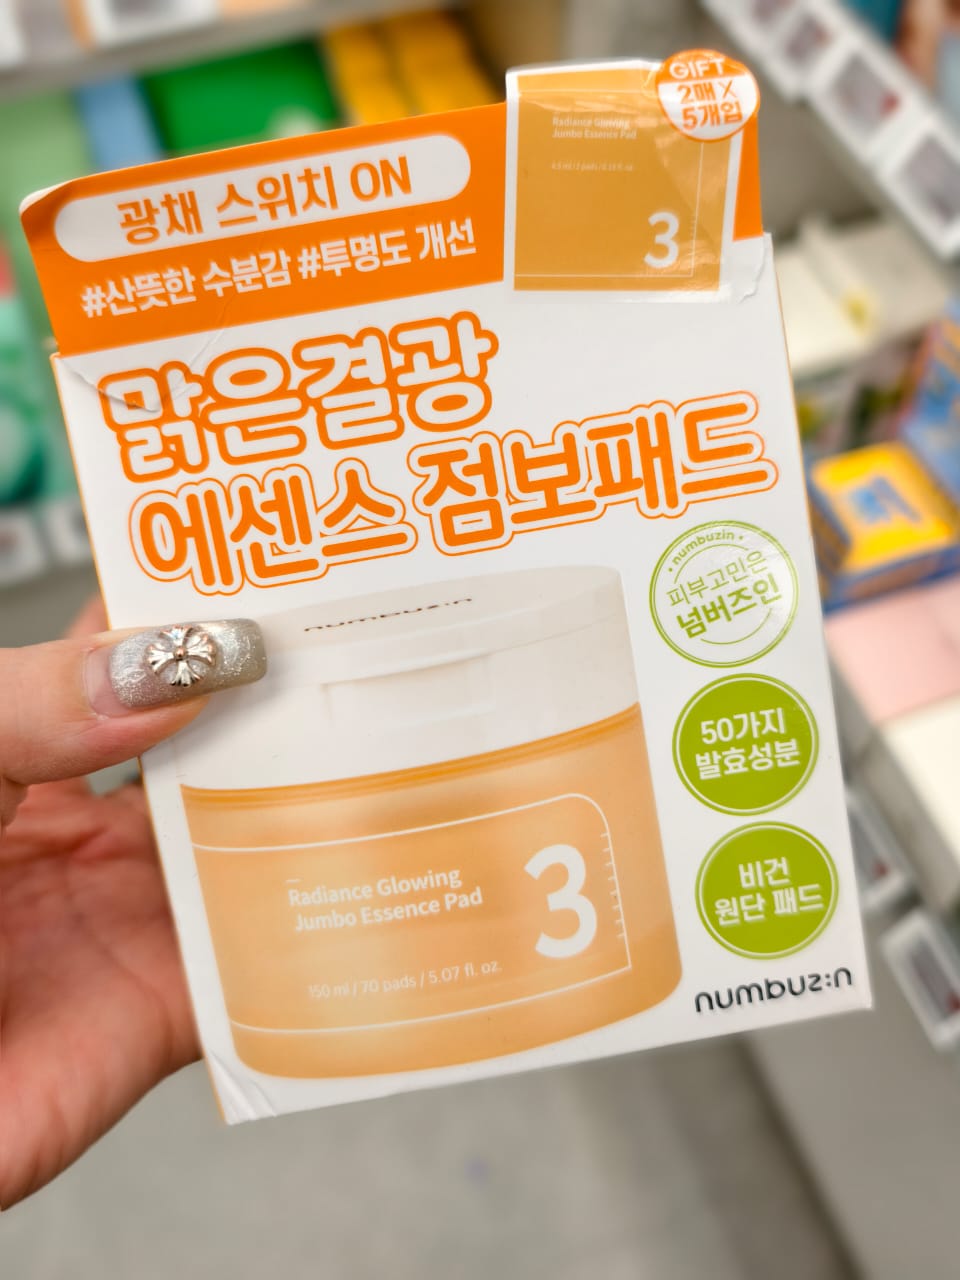 광채 스위치 ON
#산뜻한 수분감 #투명도 개선
GIFT
2매 X
5개입
Radiance Glowing
Jumbo Essence Pad
3
맑은결광
에센스 점보패드
numbuzin
피부고민은
넘버즈인
50가지
발효성분
비건
원단 패드
numbuz:n
numbuz:n
Radiance Glowing
Jumbo Essence Pad
3
150 ml / 70 pads / 5.07 fl. oz.